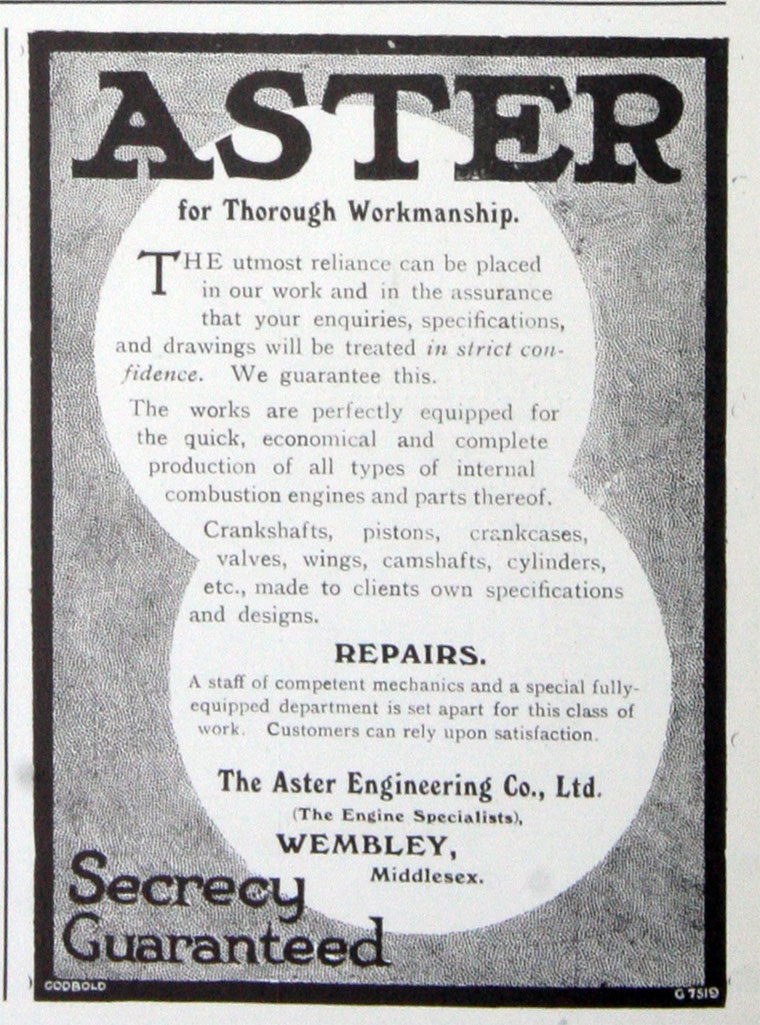 ASTER
for Thorough Workmanship.
THE utmost reliance can be placed
in our work and in the assurance
that your enquiries, specifications,
and drawings will be treated in strict con-
fidence. We guarantee this.
The works are perfectly equipped for
the quick, economical and complete
production of all types of internal
combustion engines and parts thereof.
Crankshafts, pistons, crankcases,
valves, wings, camshafts, cylinders,
etc., made to clients own specifications
and designs.
REPAIRS.
A staff of competent mechanics and a special fully-
equipped department is set apart for this class of
work. Customers can rely upon satisfaction.
The Aster Engineering Co., Ltd.
(The Engine Specialists),
WEMBLEY,
Middlesex.
Secrecy
Guaranteed
GODBOLD
G7519